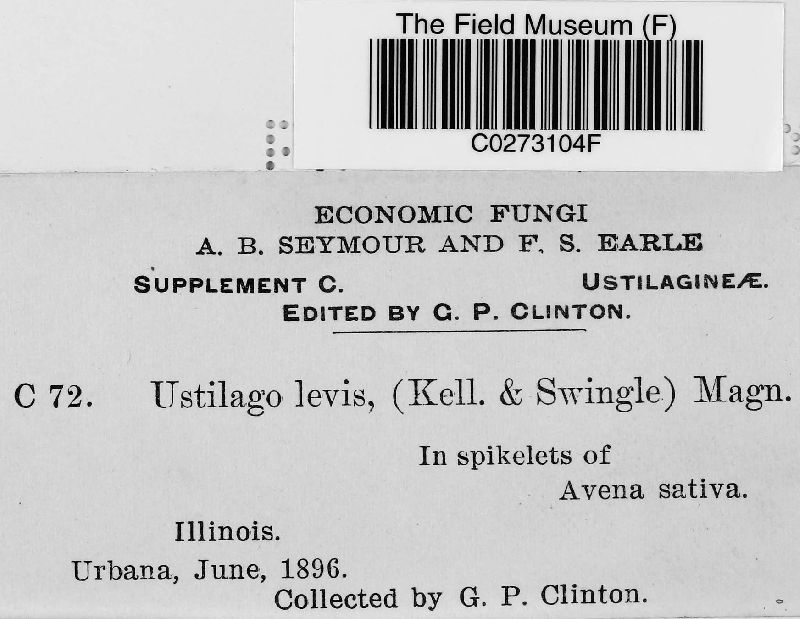 The Field Museum (F)
C0273104F
ECONOMIC FUNGI
A. B. SEYMOUR AND F. S. EARLE
SUPPLEMENT C. USTILAGINEÆ.
EDITED BY G. P. CLINTON.
C 72. Ustilago levis, (Kell. & Swingle) Magn.
In spikelets of
Avena sativa.
Illinois.
Urbana, June, 1896.
Collected by G. P. Clinton.